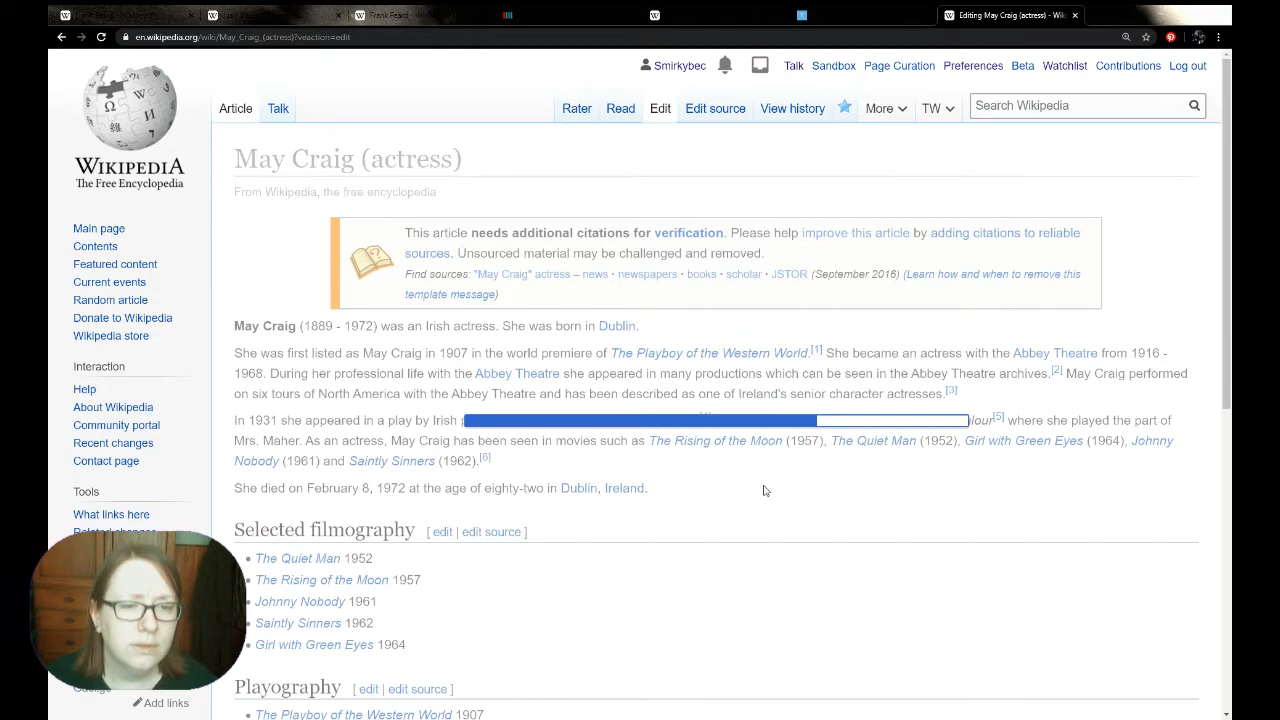 Frank Peard -
Editing May Craig (actress) - Wik
en.wikipedia.org/wiki/May_Craig_(actress)?veaction=edit
Smirkybec Talk Sandbox Page Curation Preferences Beta Watchlist Contributions Log out
Article Talk Rater Read Edit Edit source View history More TW Search Wikipedia
WIKIPEDIA
The Free Encyclopedia
Main page
Contents
Featured content
Current events
Random article
Donate to Wikipedia
Wikipedia store
Interaction
Help
About Wikipedia
Community portal
Recent changes
Contact page
Tools
What links here
Related changes
Add links
May Craig (actress)
From Wikipedia, the free encyclopedia
This article needs additional citations for verification. Please help improve this article by adding citations to reliable
sources. Unsourced material may be challenged and removed.
Find sources: "May Craig" actress – news · newspapers · books · scholar · JSTOR (September 2016) (Learn how and when to remove this
template message)
May Craig (1889 - 1972) was an Irish actress. She was born in Dublin.
She was first listed as May Craig in 1907 in the world premiere of The Playboy of the Western World.[1] She became an actress with the Abbey Theatre from 1916 -
1968. During her professional life with the Abbey Theatre she appeared in many productions which can be seen in the Abbey Theatre archives.[2] May Craig performed
on six tours of North America with the Abbey Theatre and has been described as one of Ireland's senior character actresses.[3]
In 1931 she appeared in a play by Irish lour[5] where she played the part of
Mrs. Maher. As an actress, May Craig has been seen in movies such as The Rising of the Moon (1957), The Quiet Man (1952), Girl with Green Eyes (1964), Johnny
Nobody (1961) and Saintly Sinners (1962).[6]
She died on February 8, 1972 at the age of eighty-two in Dublin, Ireland.
Selected filmography [ edit | edit source ]
The Quiet Man 1952
The Rising of the Moon 1957
Johnny Nobody 1961
Saintly Sinners 1962
Girl with Green Eyes 1964
Playography [ edit | edit source ]
The Playboy of the Western World 1907